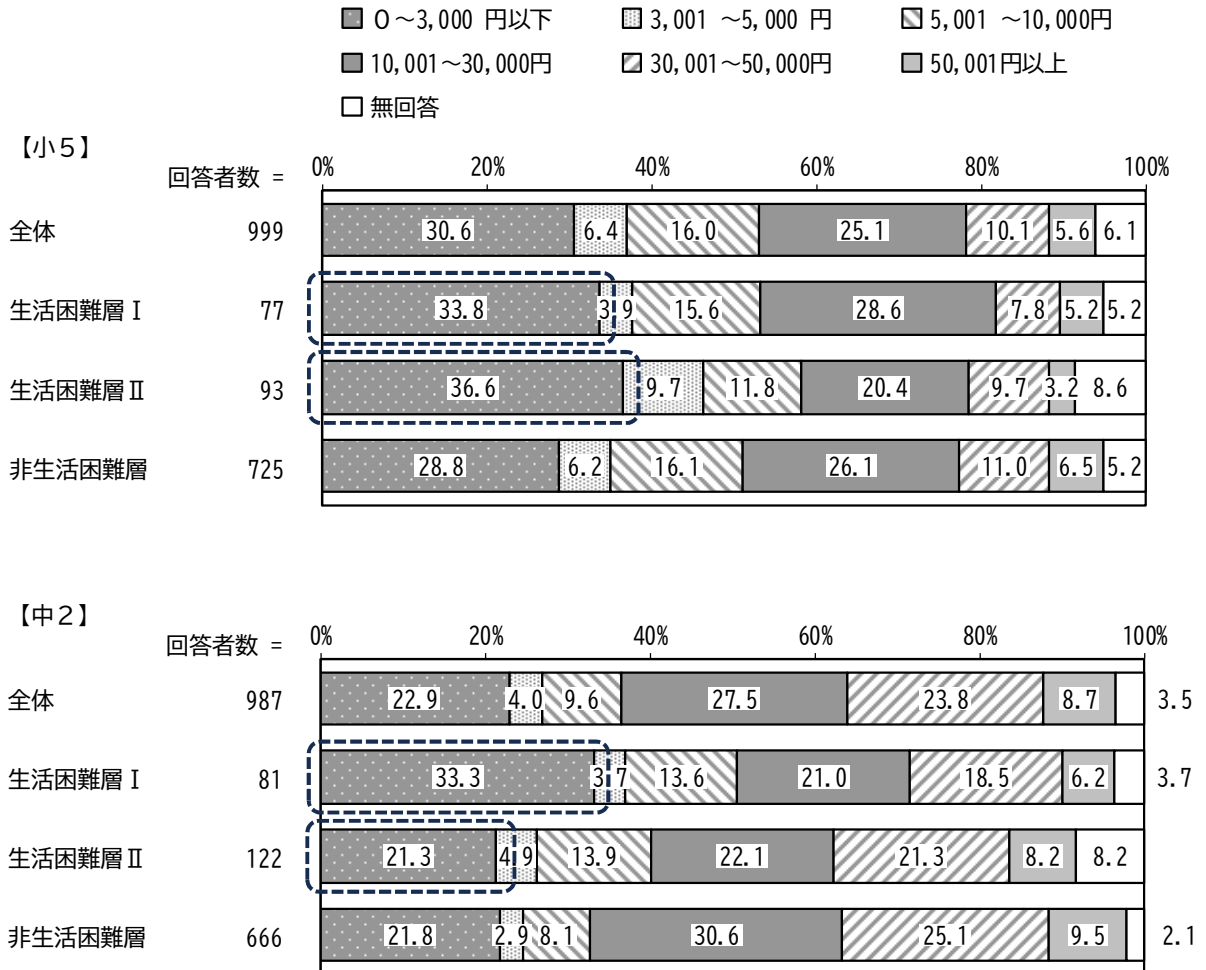 ０～3,000 円以下 3,001 ～5,000 円 5,001 ～10,000円
10,001～30,000円 30,001～50,000円 50,001円以上
無回答
【小５】
回答者数 = 0% 20% 40% 60% 80% 100%
全体 999 30.6 6.4 16.0 25.1 10.1 5.6 6.1
生活困難層Ⅰ 77 33.8 3.9 15.6 28.6 7.8 5.2 5.2
生活困難層Ⅱ 93 36.6 9.7 11.8 20.4 9.7 3.2 8.6
非生活困難層 725 28.8 6.2 16.1 26.1 11.0 6.5 5.2
【中２】
回答者数 = 0% 20% 40% 60% 80% 100%
全体 987 22.9 4.0 9.6 27.5 23.8 8.7 3.5
生活困難層Ⅰ 81 33.3 3.7 13.6 21.0 18.5 6.2 3.7
生活困難層Ⅱ 122 21.3 4.9 13.9 22.1 21.3 8.2 8.2
非生活困難層 666 21.8 2.9 8.1 30.6 25.1 9.5 2.1